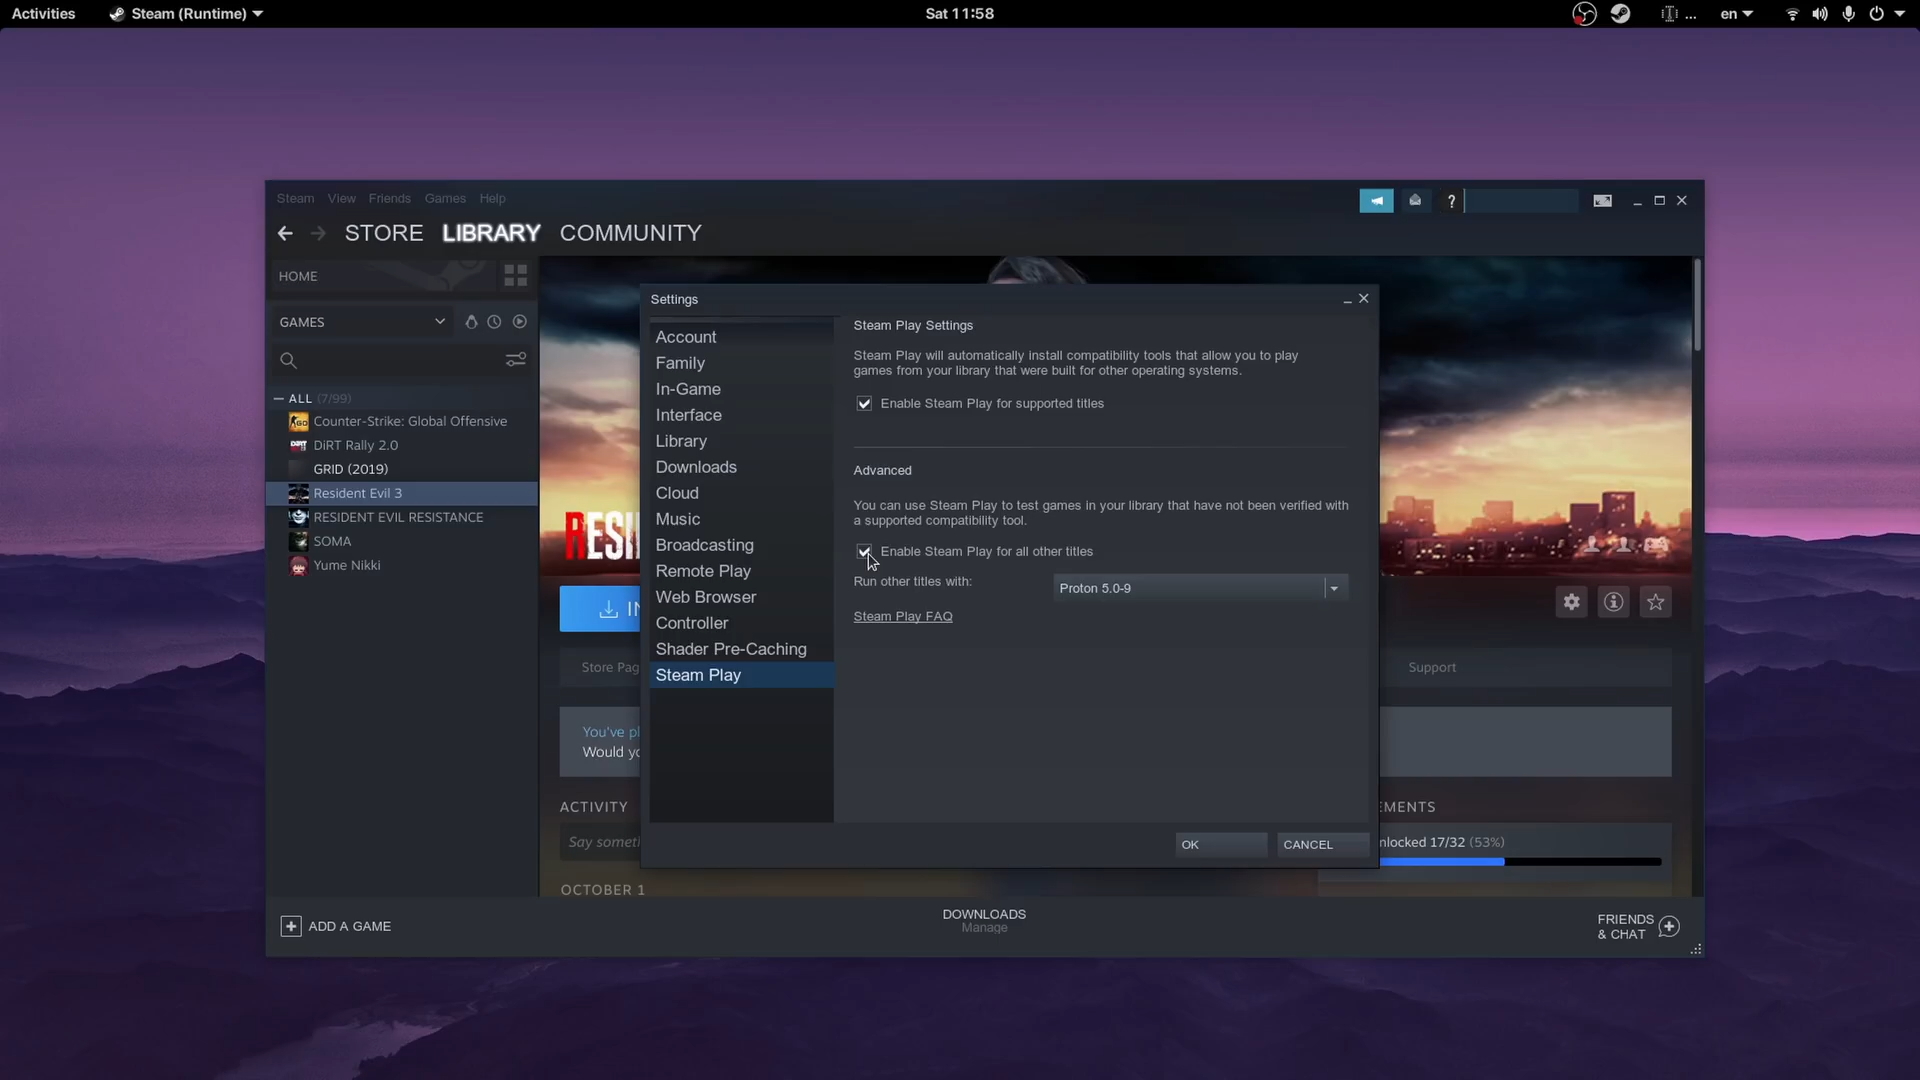 Activities
Steam (Runtime)
Sat 11:58
...
en
Steam View Friends Games Help
?
STORE LIBRARY COMMUNITY
HOME
GAMES
ALL (7/99)
Counter-Strike: Global Offensive
DiRT Rally 2.0
GRID (2019)
Resident Evil 3
RESIDENT EVIL RESISTANCE
SOMA
Yume Nikki
Settings
Account
Family
In-Game
Interface
Library
Downloads
Cloud
Music
Broadcasting
Remote Play
Web Browser
Controller
Shader Pre-Caching
Steam Play
Steam Play Settings
Steam Play will automatically install compatibility tools that allow you to play
games from your library that were built for other operating systems.
Enable Steam Play for supported titles
Advanced
You can use Steam Play to test games in your library that have not been verified with
a supported compatibility tool.
Enable Steam Play for all other titles
Run other titles with:
Proton 5.0-9
Steam Play FAQ
OK
CANCEL
RESI
IN
Store Pag
Support
You've pl
Would yo
ACTIVITY
Say someth
OCTOBER 1
EMENTS
nlocked 17/32 (53%)
ADD A GAME
DOWNLOADS
Manage
FRIENDS
& CHAT